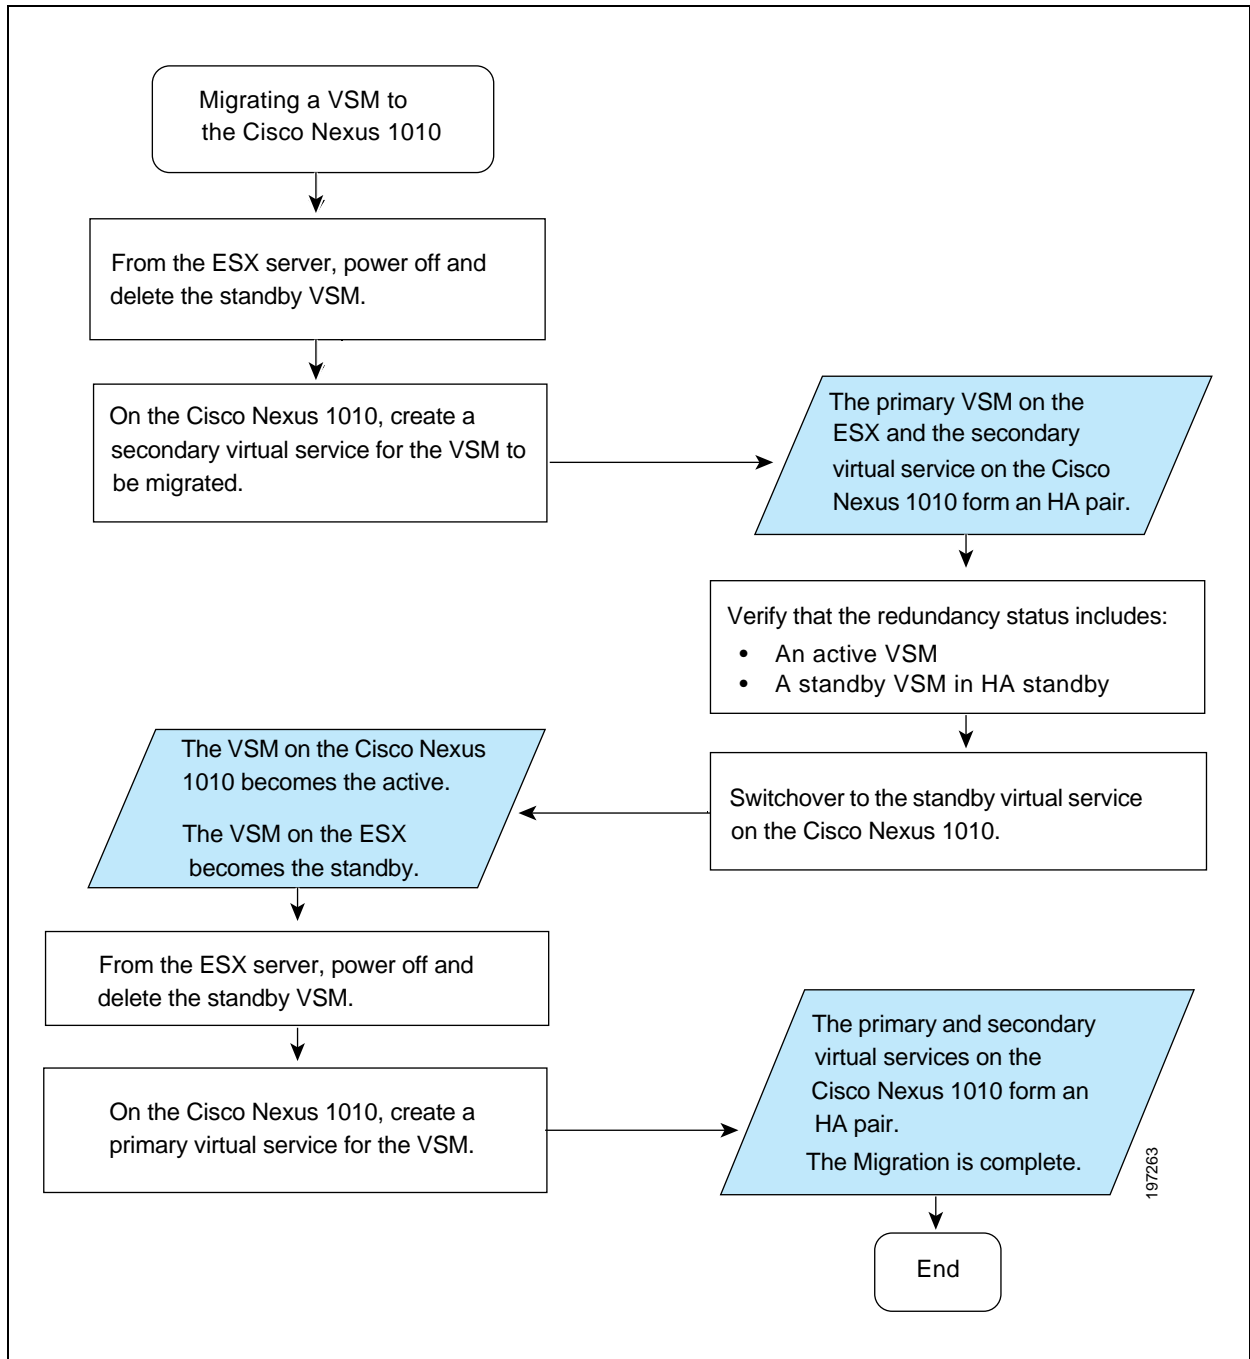 Migrating a VSM to
the Cisco Nexus 1010
From the ESX server, power off and
delete the standby VSM.
On the Cisco Nexus 1010, create a
secondary virtual service for the VSM to
be migrated.
The primary VSM on the
ESX and the secondary
virtual service on the Cisco
Nexus 1010 form an HA pair.
Verify that the redundancy status includes:
• An active VSM
• A standby VSM in HA standby
Switchover to the standby virtual service
on the Cisco Nexus 1010.
The VSM on the Cisco Nexus
1010 becomes the active.
The VSM on the ESX
becomes the standby.
From the ESX server, power off and
delete the standby VSM.
On the Cisco Nexus 1010, create a
primary virtual service for the VSM.
The primary and secondary
virtual services on the
Cisco Nexus 1010 form an
HA pair.
The Migration is complete.
197263
End